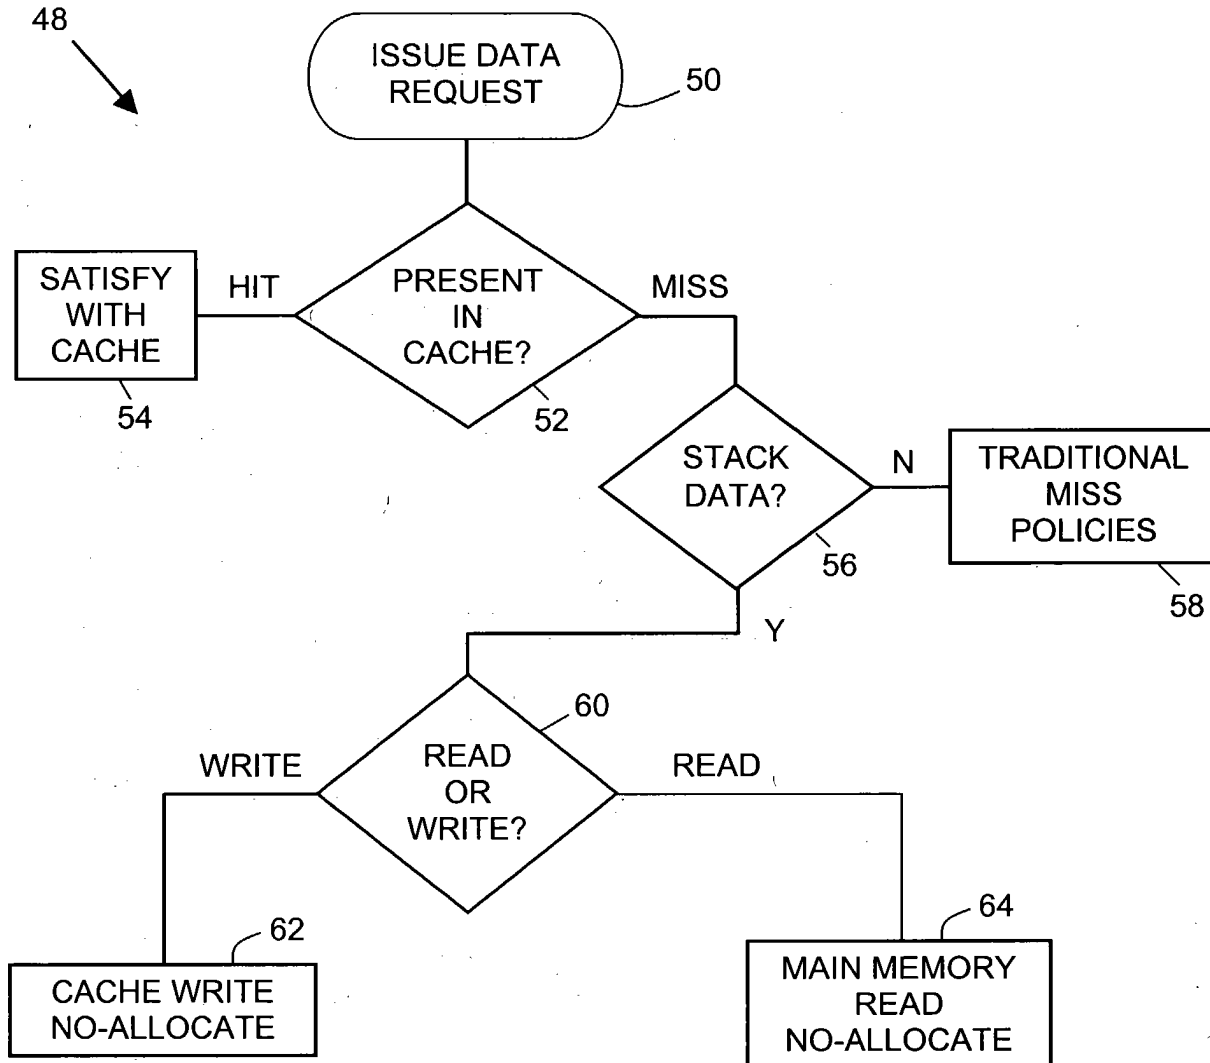 48
ISSUE DATA
REQUEST
50
SATISFY
WITH
CACHE
54
HIT
PRESENT
IN
CACHE?
52
MISS
STACK
DATA?
56
N
TRADITIONAL
MISS
POLICIES
58
Y
READ
OR
WRITE?
60
WRITE
READ
62
CACHE WRITE
NO-ALLOCATE
64
MAIN MEMORY
READ
NO-ALLOCATE